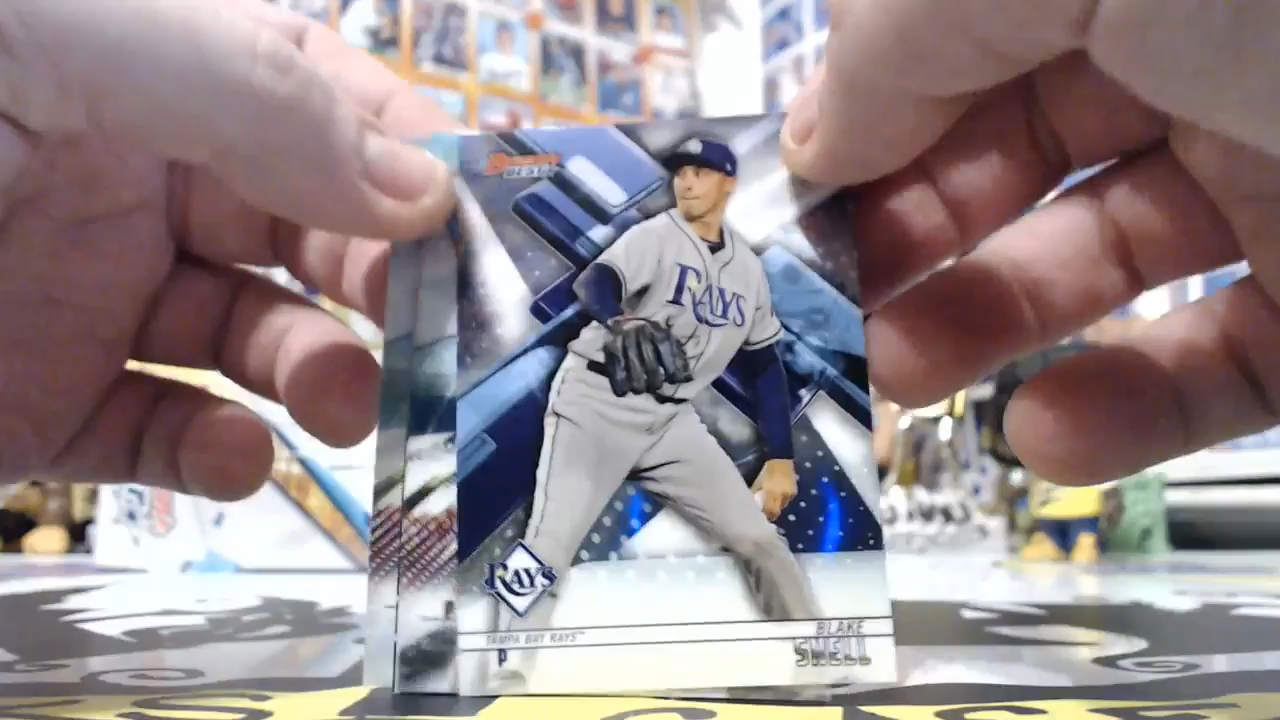 BOWMAN
BEST
RAYS
RAYS
TAMPA BAY RAYS™
P
BLAKE
SNELL